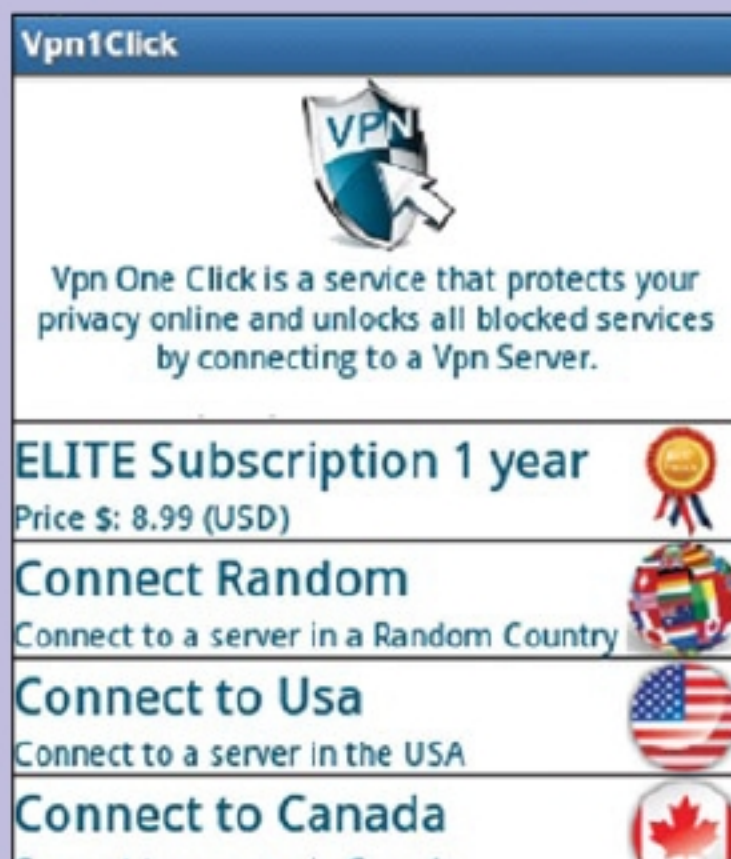 Vpn1Click
VPN
Vpn One Click is a service that protects your
privacy online and unlocks all blocked services
by connecting to a Vpn Server.
ELITE Subscription 1 year
Price $: 8.99 (USD)
Connect Random
Connect to a server in a Random Country
Connect to Usa
Connect to a server in the USA
Connect to Canada